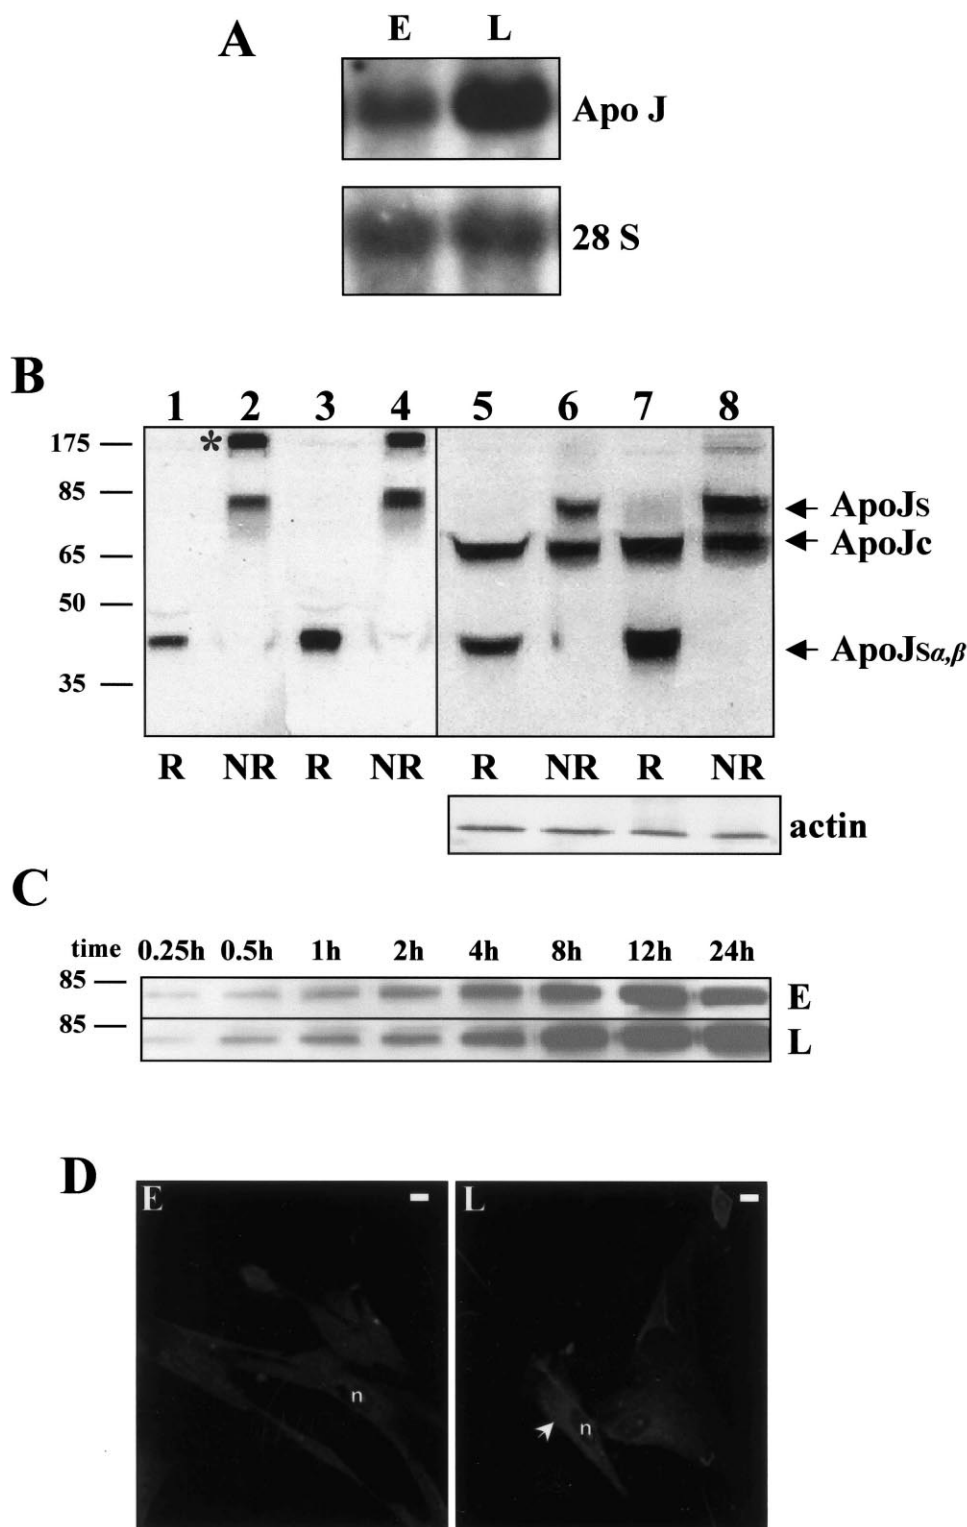 A
E L
Apo J
28 S
B
1 2 3 4 5 6 7 8
175 *
85
ApoJs
ApoJc
65
50
ApoJsα,β
35
R NR R NR R NR R NR
actin
C
time 0.25h 0.5h 1h 2h 4h 8h 12h 24h
85
E
85
L
D
E L
n
n